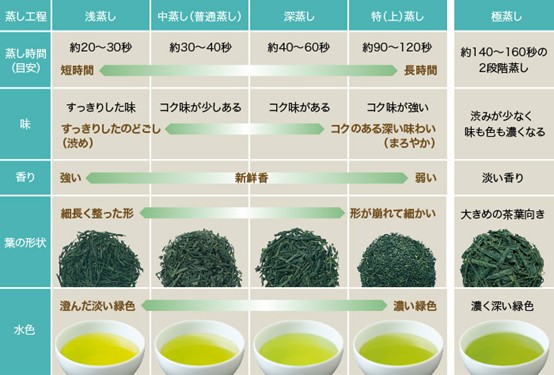 蒸し工程
浅蒸し
中蒸し(普通蒸し)
深蒸し
特(上)蒸し
極蒸し
蒸し時間
(目安)
約20〜30秒
約30〜40秒
約40〜60秒
約90〜120秒
約140〜160秒の
2段階蒸し
短時間
長時間
味
すっきりした味
コク味が少しある
コク味がある
コク味が強い
渋みが少なく
味も色も濃くなる
すっきりしたのどごし
(渋め)
コクのある深い味わい
(まろやか)
香り
強い
新鮮香
弱い
淡い香り
葉の形状
細長く整った形
形が崩れて細かい
大きめの茶葉向き
水色
澄んだ淡い緑色
濃い緑色
濃く深い緑色